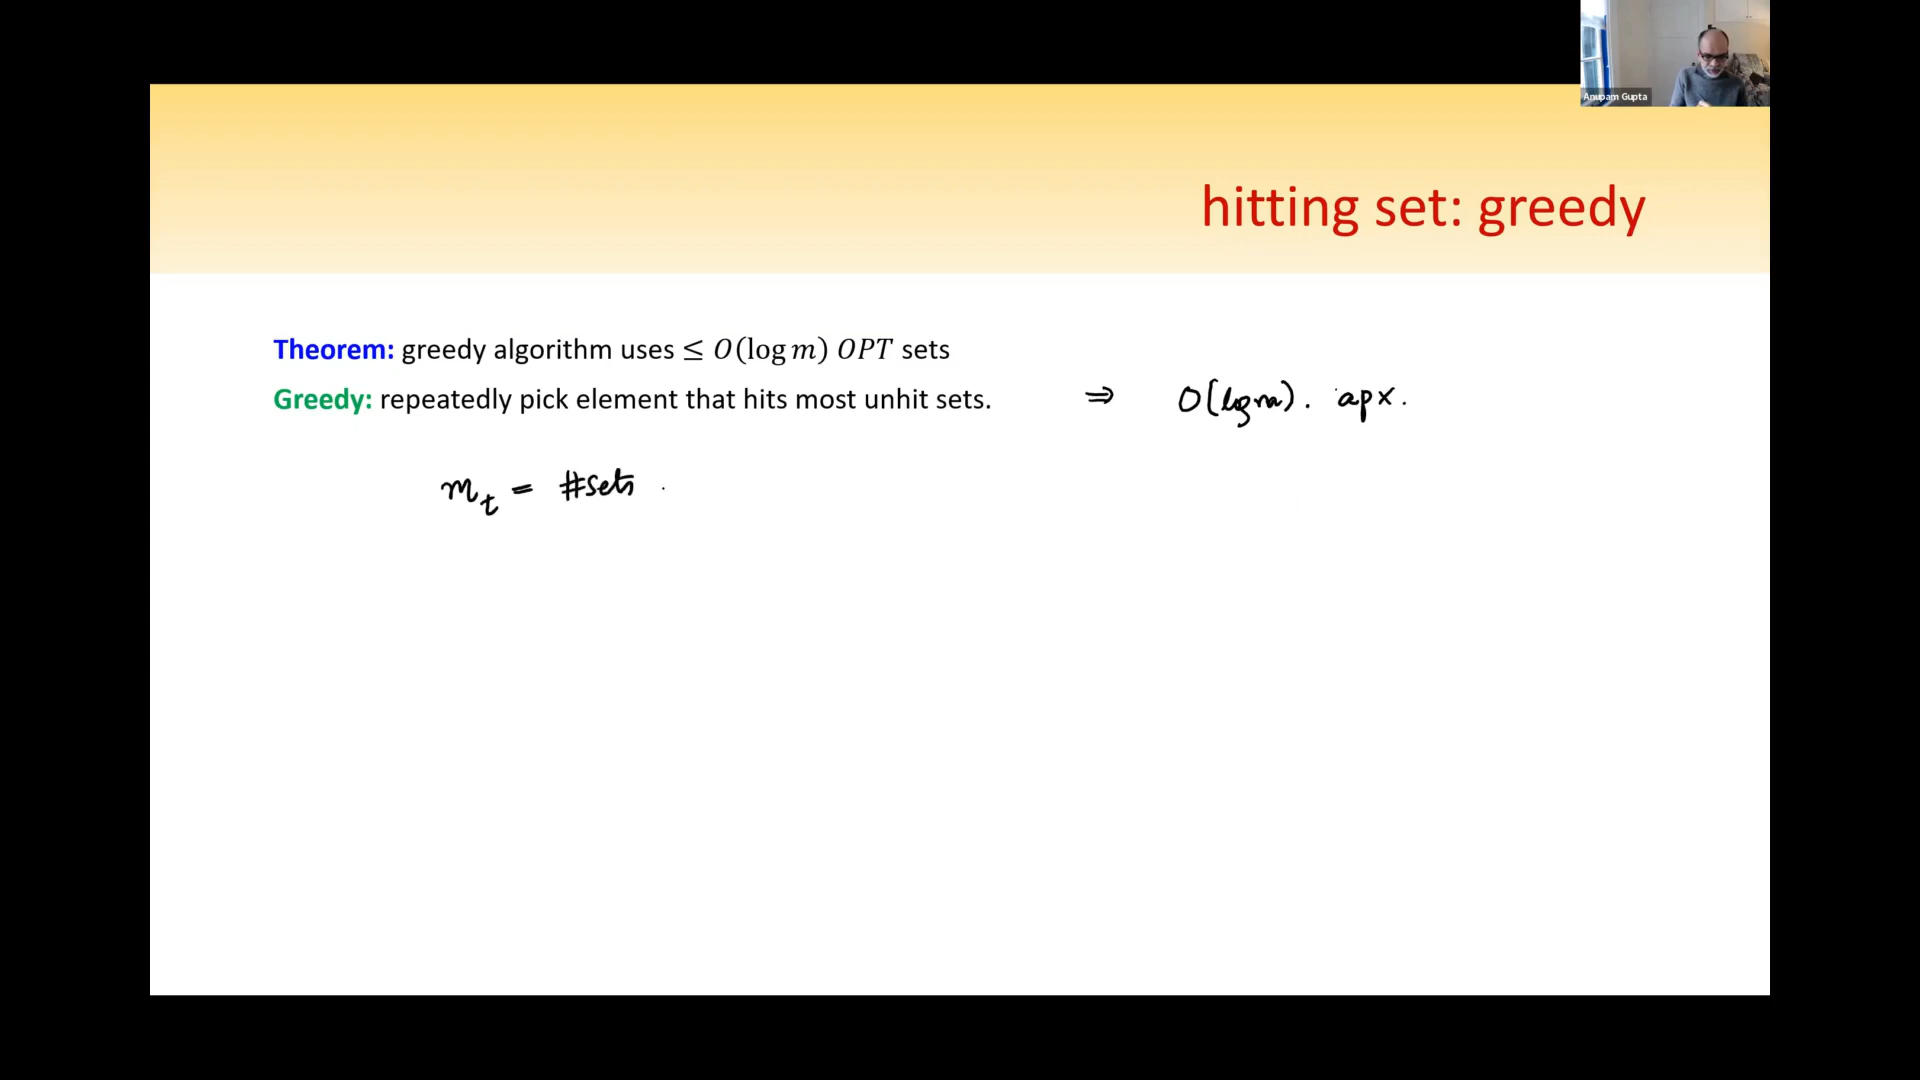 Anupam Gupta
hitting set: greedy
Theorem: greedy algorithm uses ≤ O(log m) OPT sets
Greedy: repeatedly pick element that hits most unhit sets. ⇒ O(log m). apx.
m_t = #sets